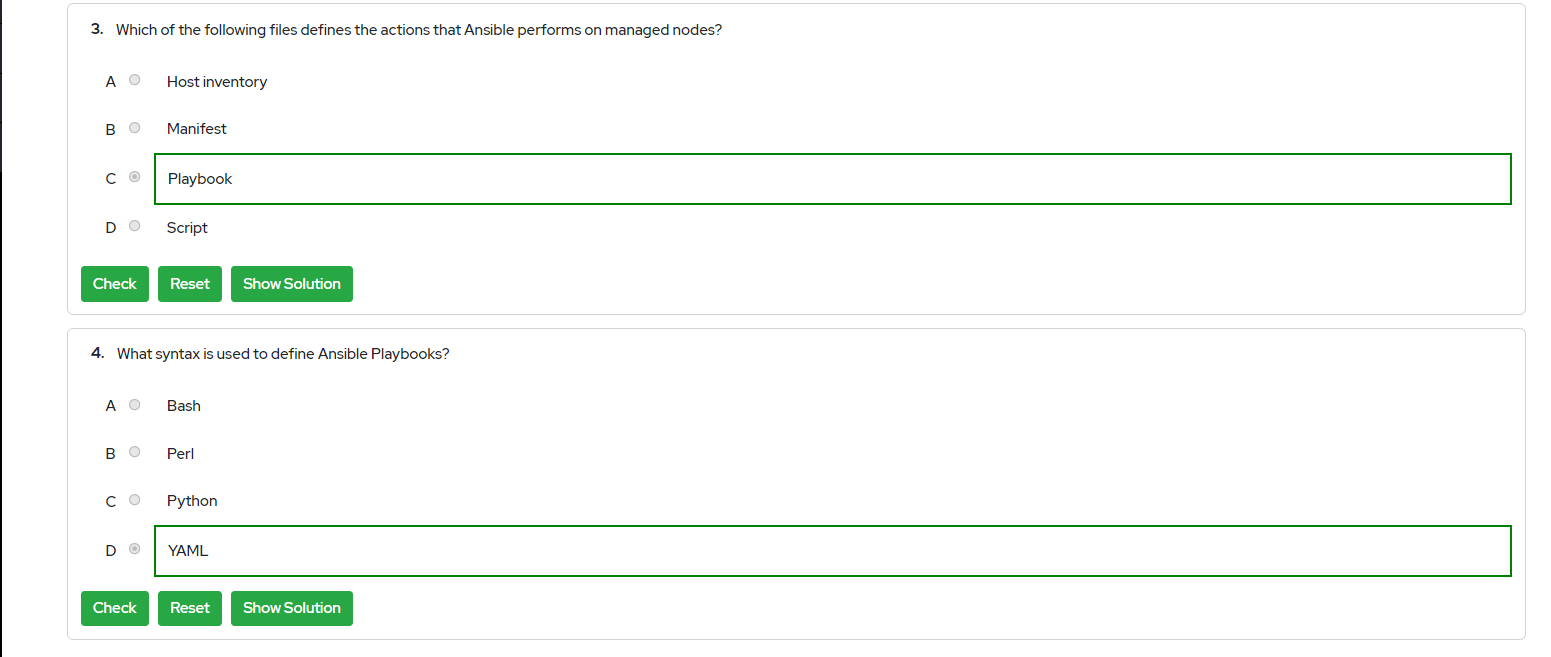 3. Which of the following files defines the actions that Ansible performs on managed nodes?
A Host inventory
B Manifest
C Playbook
D Script
Check Reset Show Solution
4. What syntax is used to define Ansible Playbooks?
A Bash
B Perl
C Python
D YAML
Check Reset Show Solution